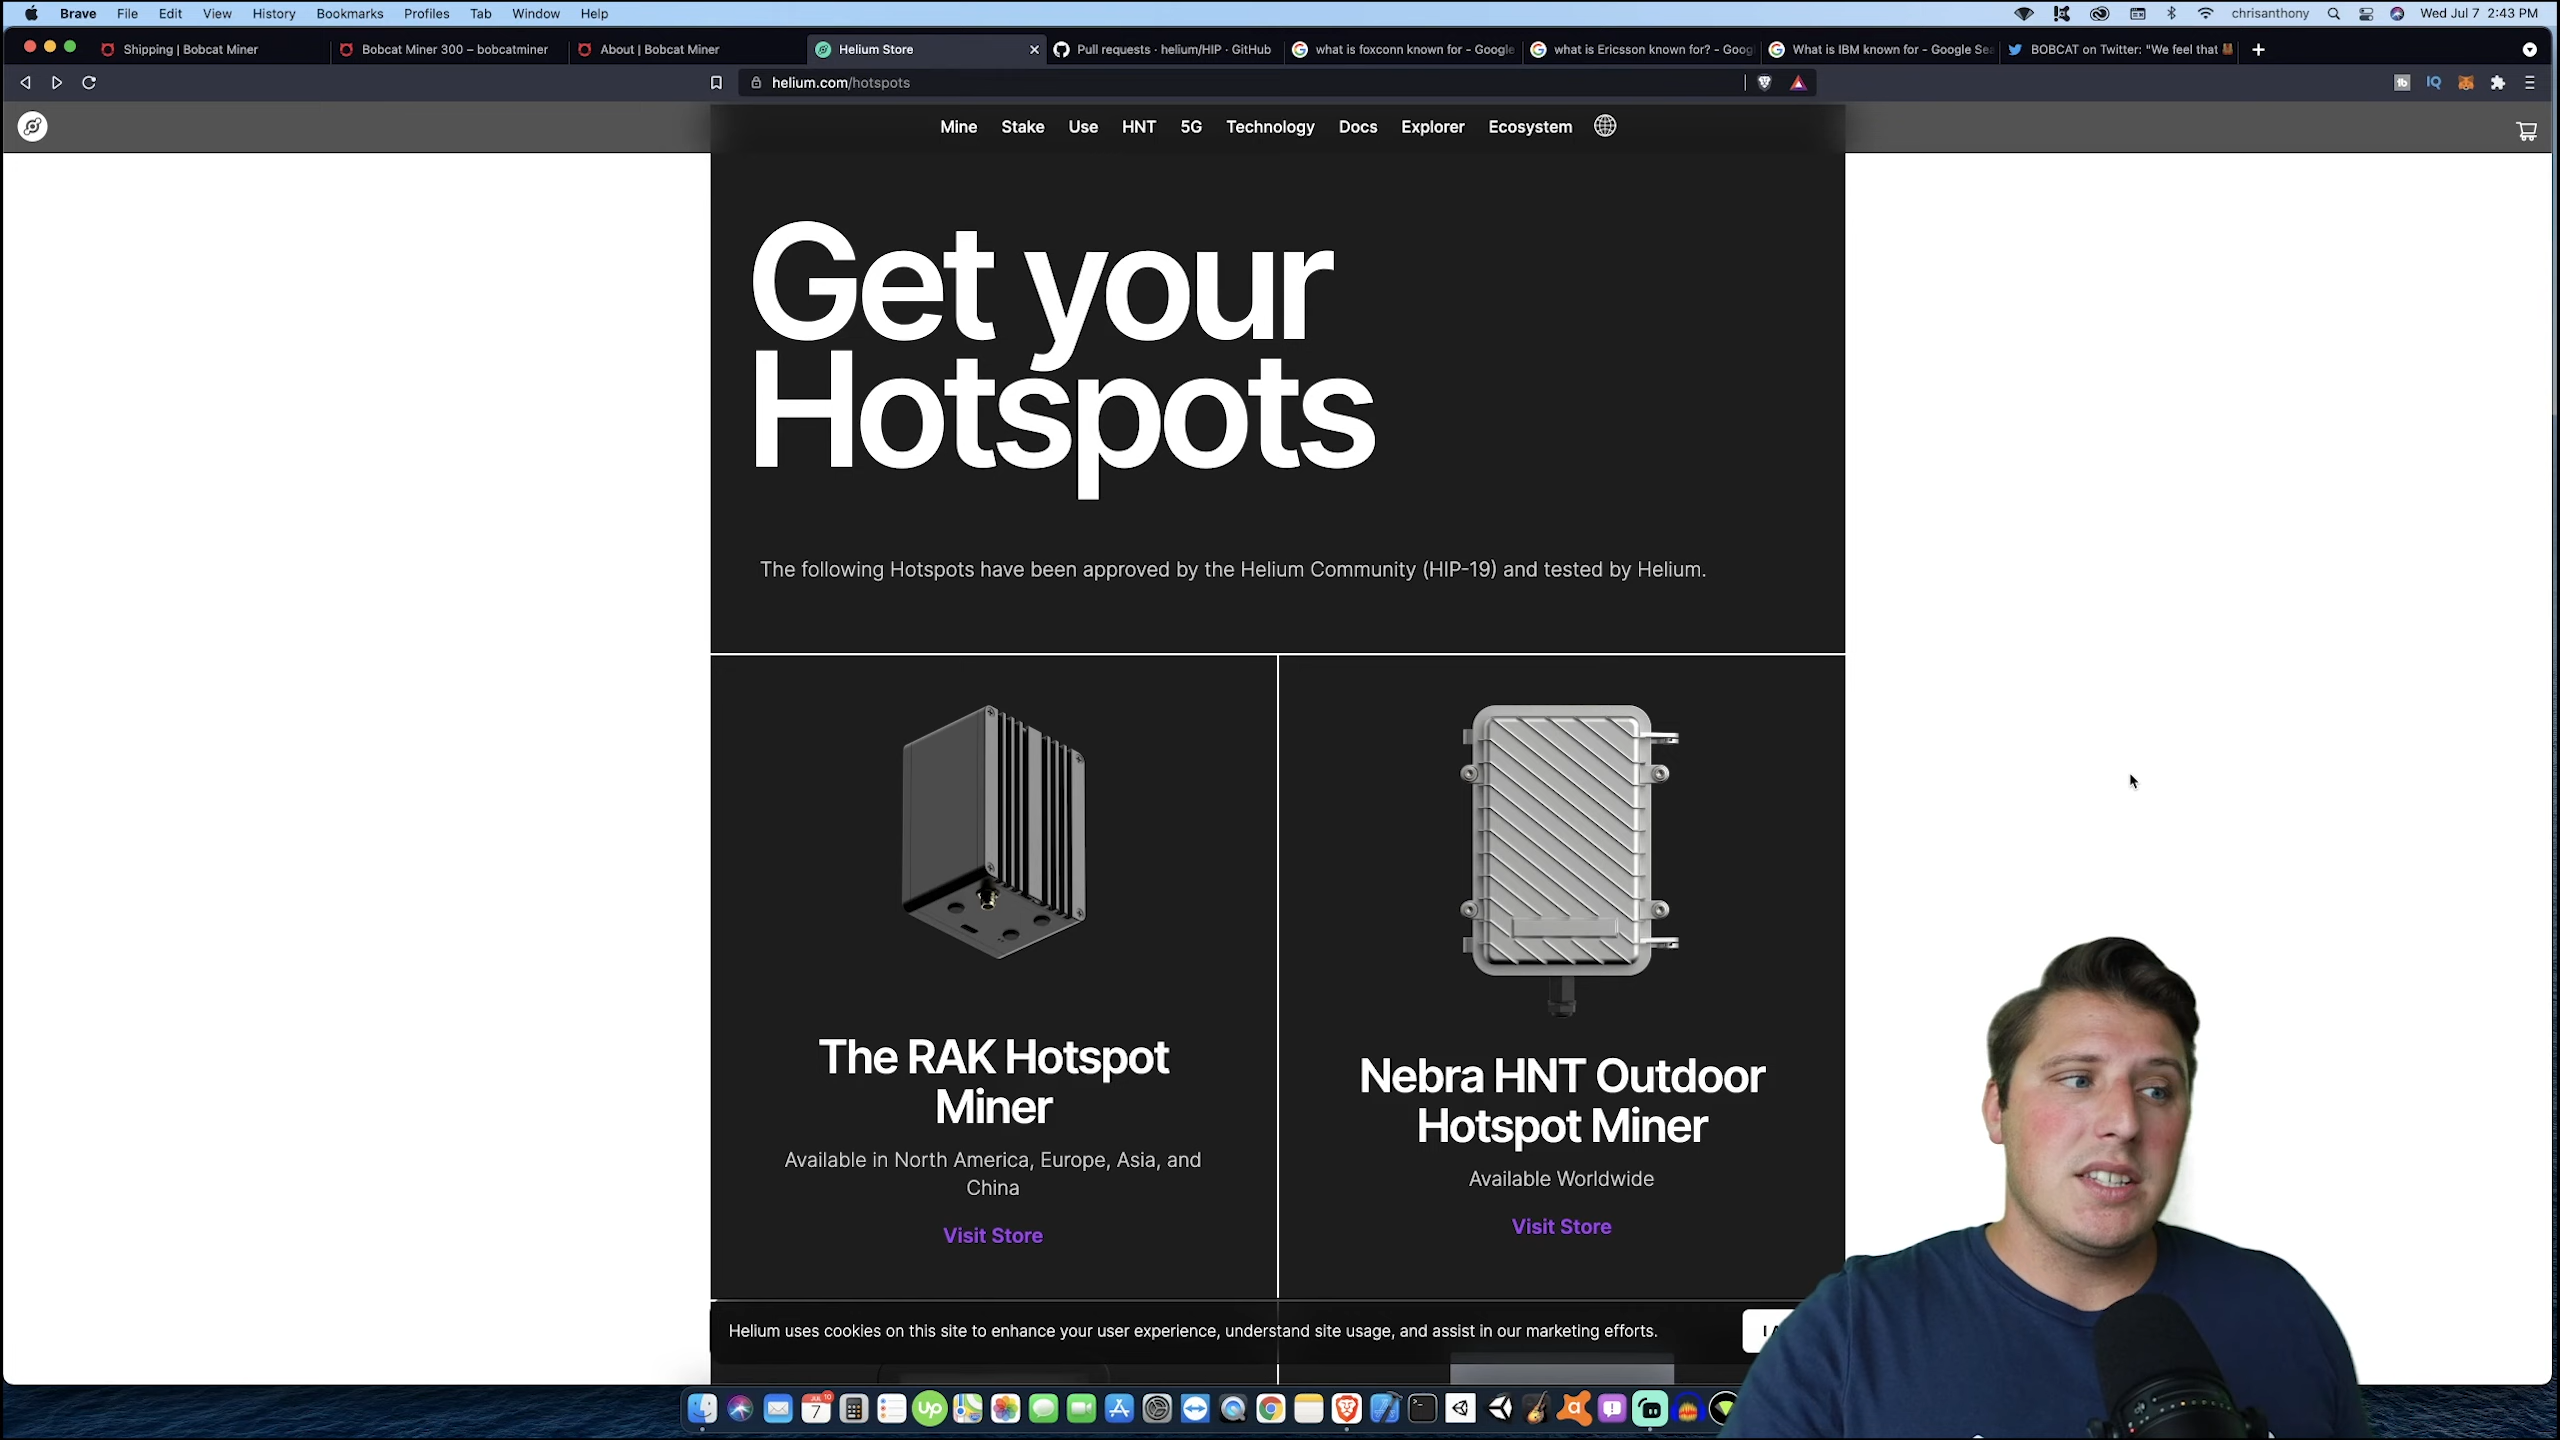 Brave File Edit View History Bookmarks Profiles Tab Window Help chrisanthony Wed Jul 7 2:43 PM
Shipping | Bobcat Miner Bobcat Miner 300 – bobcatminer About | Bobcat Miner Helium Store Pull requests · helium/HIP · GitHub what is foxconn known for - Google what is Ericsson known for? - Goog What is IBM known for - Google Sea BOBCAT on Twitter: "We feel that
helium.com/hotspots
Mine Stake Use HNT 5G Technology Docs Explorer Ecosystem
Get your
Hotspots
The following Hotspots have been approved by the Helium Community (HIP-19) and tested by Helium.
The RAK Hotspot
Miner
Available in North America, Europe, Asia, and
China
Visit Store
Nebra HNT Outdoor
Hotspot Miner
Available Worldwide
Visit Store
Helium uses cookies on this site to enhance your user experience, understand site usage, and assist in our marketing efforts.